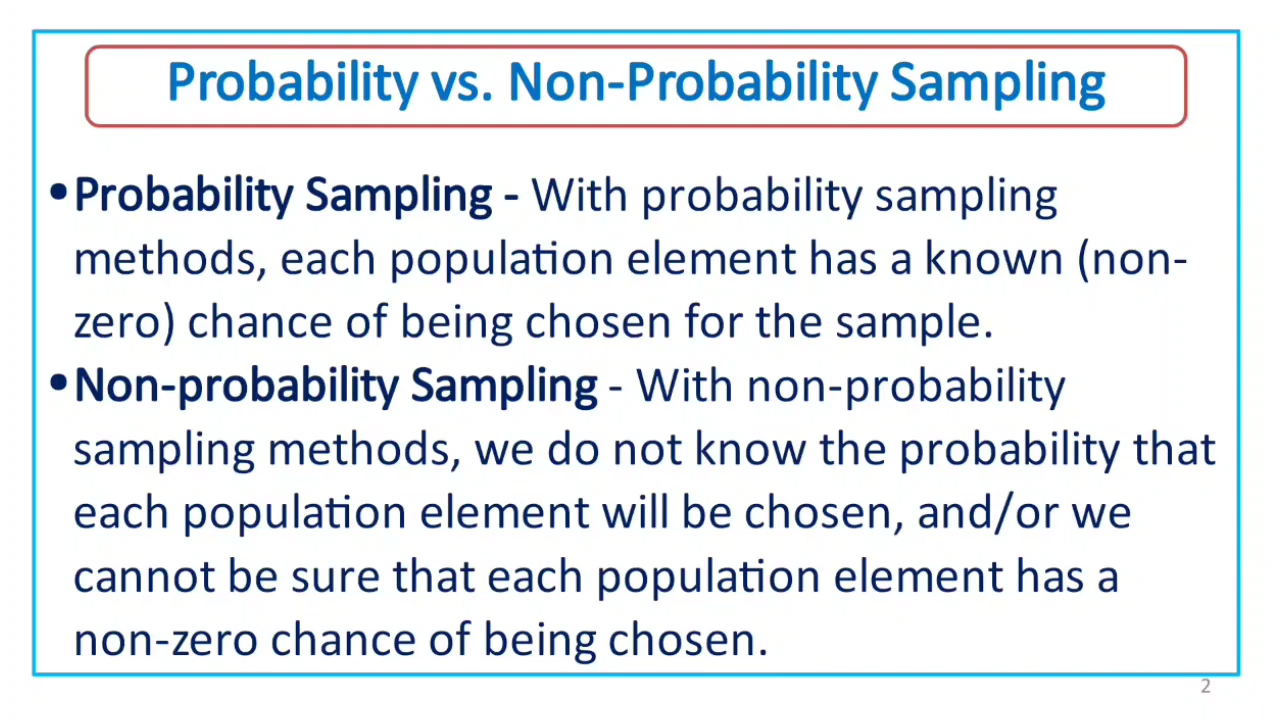 Probability vs. Non-Probability Sampling
•Probability Sampling - With probability sampling
methods, each population element has a known (non-
zero) chance of being chosen for the sample.
•Non-probability Sampling - With non-probability
sampling methods, we do not know the probability that
each population element will be chosen, and/or we
cannot be sure that each population element has a
non-zero chance of being chosen.
2